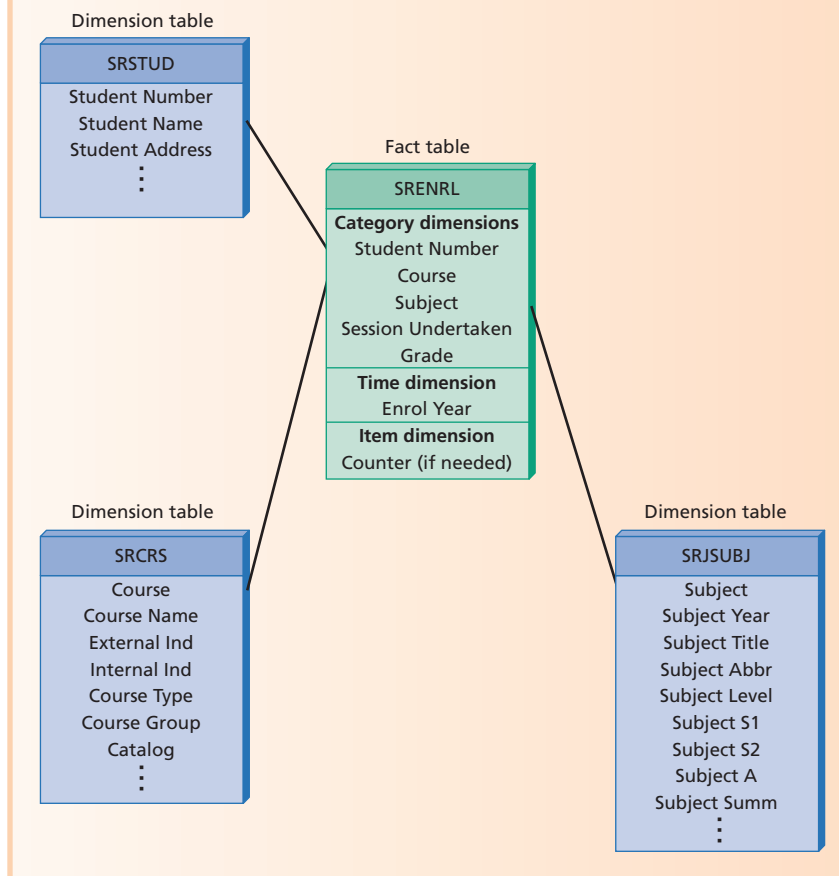 Dimension table
SRSTUD
Student Number
Student Name
Student Address
Fact table
SRENRL
Category dimensions
Student Number
Course
Subject
Session Undertaken
Grade
Time dimension
Enrol Year
Item dimension
Counter (if needed)
Dimension table
SRCRS
Course
Course Name
External Ind
Internal Ind
Course Type
Course Group
Catalog
Dimension table
SRJSUBJ
Subject
Subject Year
Subject Title
Subject Abbr
Subject Level
Subject S1
Subject S2
Subject A
Subject Summ